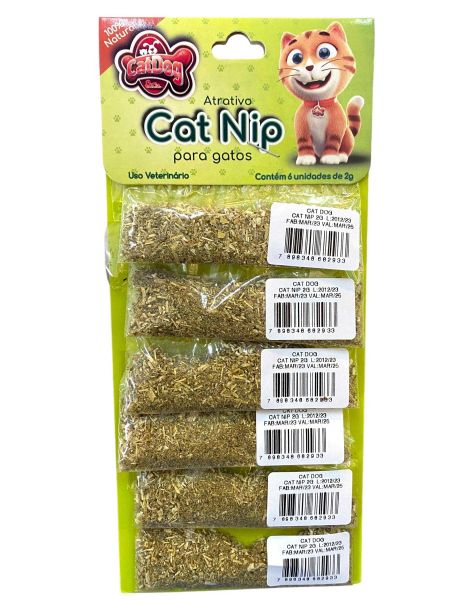 100%
Natural
CatDog
Atrativo
Cat Nip
para gatos
Uso Veterinário
Contém 6 unidades de 2g
CAT DOG
CAT NIP 2G L:2012/23
FAB:MAR/23 VAL:MAR/25
7 898348 682933
CAT DOG
CAT NIP 2G L:2012/23
FAB:MAR/23 VAL:MAR/25
7 898348 682933
CAT DOG
CAT NIP 2G L:2012/23
FAB:MAR/23 VAL:MAR/25
7 898348 682933
CAT DOG
CAT NIP 2G L:2012/23
FAB:MAR/23 VAL:MAR/25
7 898348 682933
CAT DOG
CAT NIP 2G L:2012/23
FAB:MAR/23 VAL:MAR/25
7 898348 682933
CAT DOG
CAT NIP 2G L:2012/23
FAB:MAR/23 VAL:MAR/25
7 898348 682933